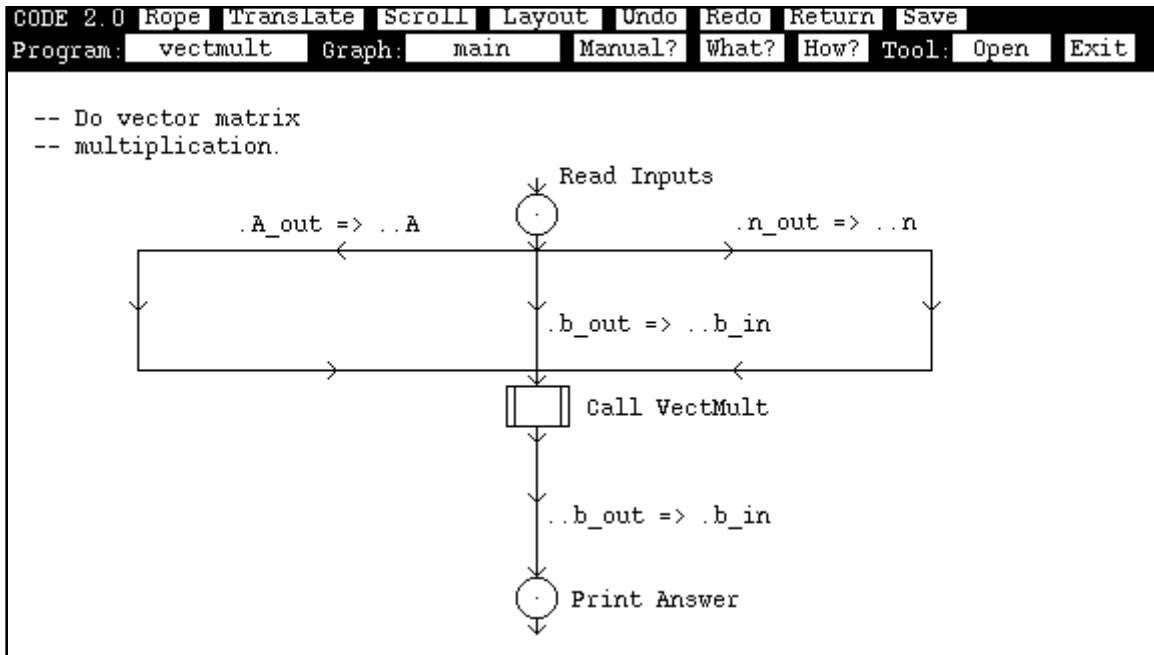 CODE 2.0 Rope Translate Scroll Layout Undo Redo Return Save
Program: vectmult Graph: main Manual? What? How? Tool: Open Exit
-- Do vector matrix
-- multiplication.
Read Inputs
.A_out => ..A
.n_out => ..n
.b_out => ..b_in
Call VectMult
..b_out => .b_in
Print Answer